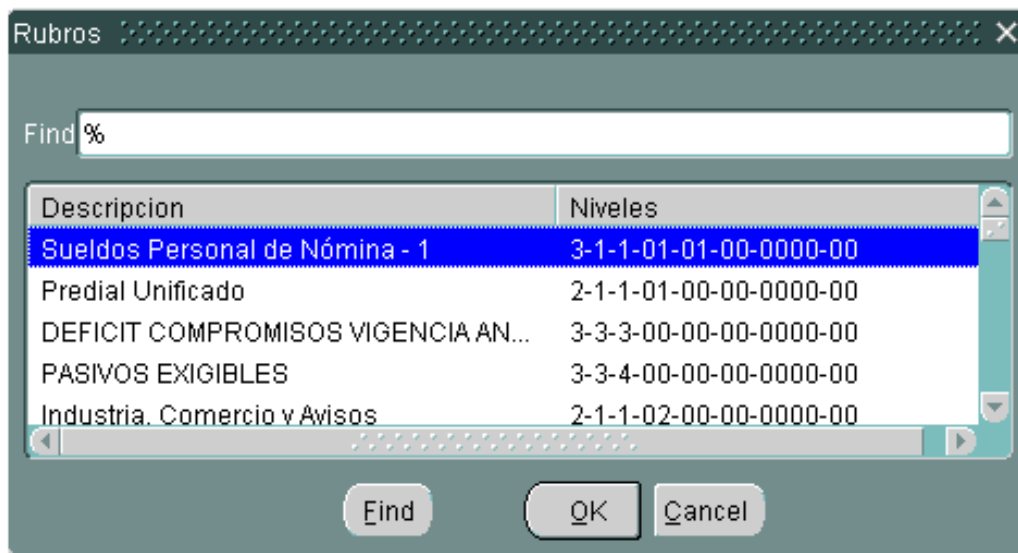 Rubros
Find %
Descripcion Niveles
Sueldos Personal de Nómina - 1 3-1-1-01-01-00-0000-00
Predial Unificado 2-1-1-01-00-00-0000-00
DEFICIT COMPROMISOS VIGENCIA AN... 3-3-3-00-00-00-0000-00
PASIVOS EXIGIBLES 3-3-4-00-00-00-0000-00
Industria, Comercio y Avisos 2-1-1-02-00-00-0000-00
Find OK Cancel